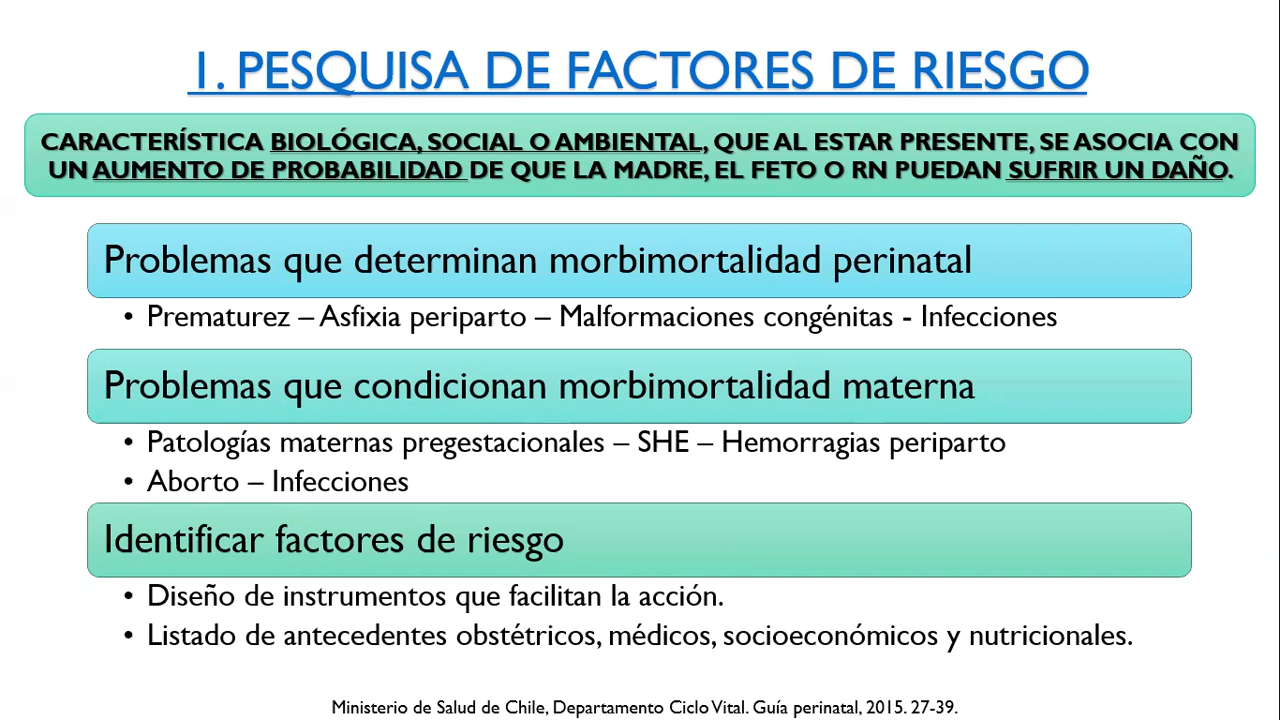 1. PESQUISA DE FACTORES DE RIESGO
CARACTERÍSTICA BIOLÓGICA, SOCIAL O AMBIENTAL, QUE AL ESTAR PRESENTE, SE ASOCIA CON
UN AUMENTO DE PROBABILIDAD DE QUE LA MADRE, EL FETO O RN PUEDAN SUFRIR UN DAÑO.
Problemas que determinan morbimortalidad perinatal
• Prematurez – Asfixia periparto – Malformaciones congénitas - Infecciones
Problemas que condicionan morbimortalidad materna
• Patologías maternas pregestacionales – SHE – Hemorragias periparto
• Aborto – Infecciones
Identificar factores de riesgo
• Diseño de instrumentos que facilitan la acción.
• Listado de antecedentes obstétricos, médicos, socioeconómicos y nutricionales.
Ministerio de Salud de Chile, Departamento Ciclo Vital. Guía perinatal, 2015. 27-39.